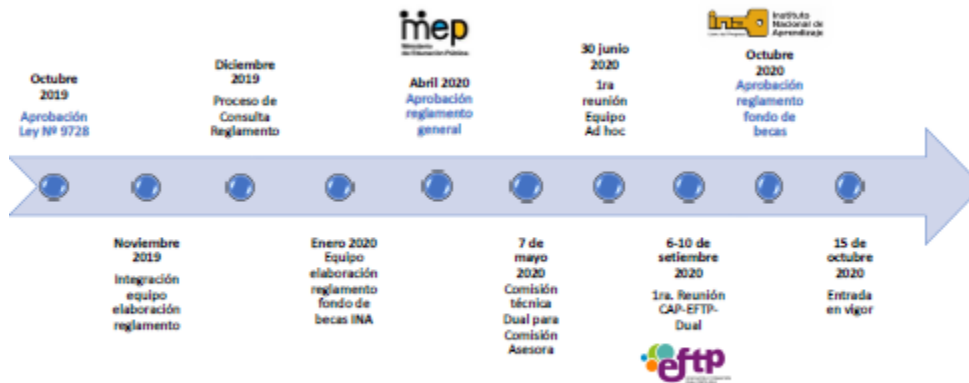 mep
Ministerio
de Educación Pública
Instituto
Nacional de
Aprendizaje
Octubre
2019
Aprobación
Ley Nº 9728
Diciembre
2019
Proceso de
Consulta
Reglamento
Abril 2020
Aprobación
reglamento
general
30 junio
2020
1ra
reunión
Equipo
Ad hoc
Octubre
2020
Aprobación
reglamento
fondo de
becas
Noviembre
2019
Integración
equipo
elaboración
reglamento
Enero 2020
Equipo
elaboración
reglamento
fondo de
becas INA
7 de
mayo
2020
Comisión
técnica
Dual para
Comisión
Asesora
6-10 de
setiembre
2020
1ra. Reunión
CAP-EFTP-
Dual
eftp
15 de
octubre
2020
Entrada
en vigor